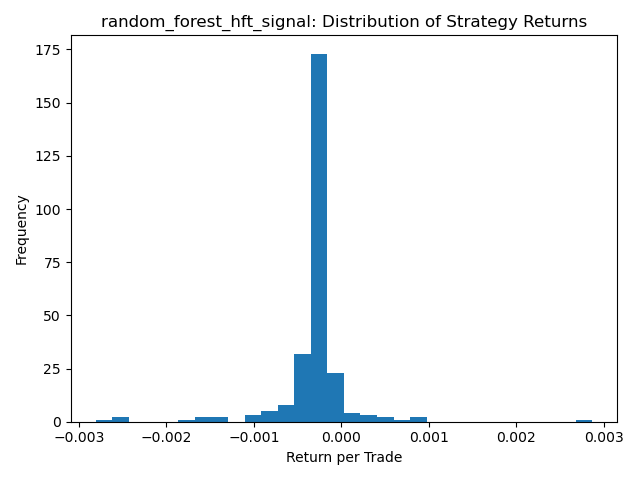 random_forest_hft_signal: Distribution of Strategy Returns
175
150
125
100
75
50
25
0
Frequency
−0.003 −0.002 −0.001 0.000 0.001 0.002 0.003
Return per Trade